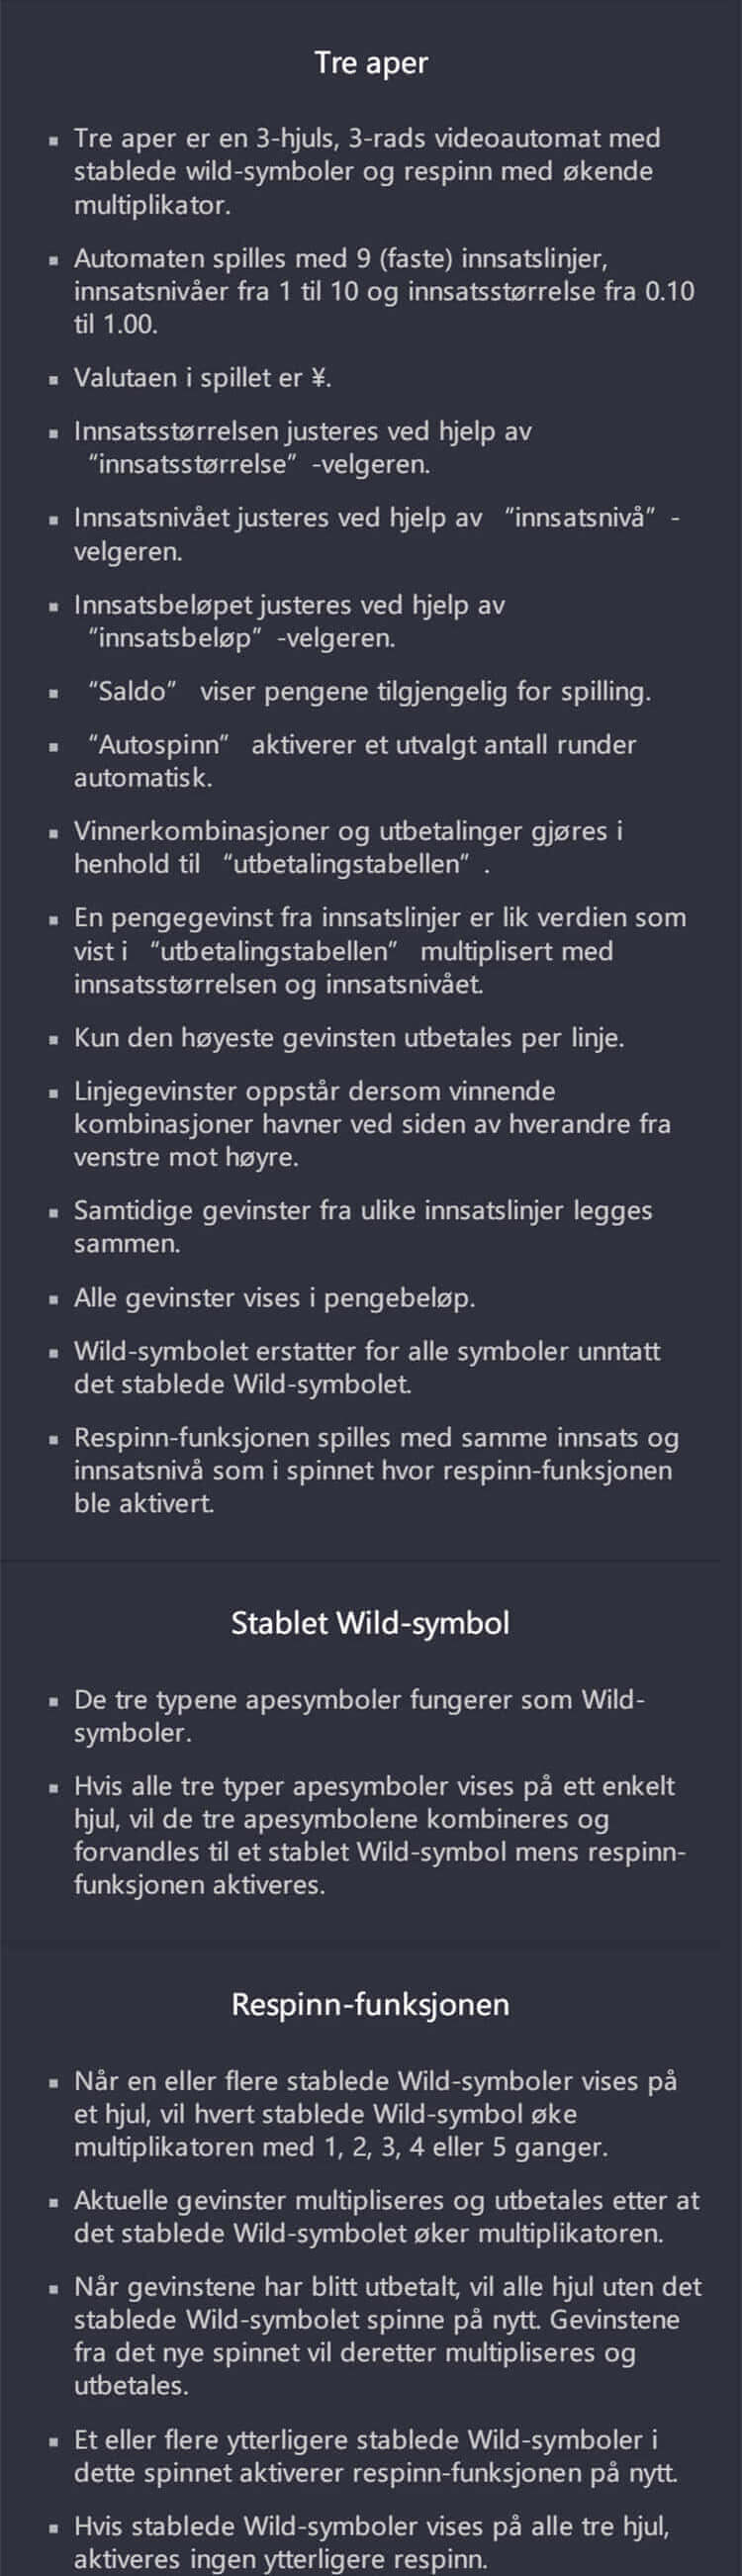 Tre aper
▪ Tre aper er en 3-hjuls, 3-rads videoautomat med
stablede wild-symboler og respinn med økende
multiplikator.
▪ Automaten spilles med 9 (faste) innsatslinjer,
innsatsnivåer fra 1 til 10 og innsatsstørrelse fra 0.10
til 1.00.
▪ Valutaen i spillet er ¥.
▪ Innsatsstørrelsen justeres ved hjelp av
“innsatsstørrelse” -velgeren.
▪ Innsatsnivået justeres ved hjelp av “innsatsnivå” -
velgeren.
▪ Innsatsbeløpet justeres ved hjelp av
“innsatsbeløp” -velgeren.
▪ “Saldo” viser pengene tilgjengelig for spilling.
▪ “Autospinn” aktiverer et utvalgt antall runder
automatisk.
▪ Vinnerkombinasjoner og utbetalinger gjøres i
henhold til “utbetalingstabellen” .
▪ En pengegevinst fra innsatslinjer er lik verdien som
vist i “utbetalingstabellen” multiplisert med
innsatsstørrelsen og innsatsnivået.
▪ Kun den høyeste gevinsten utbetales per linje.
▪ Linjegevinster oppstår dersom vinnende
kombinasjoner havner ved siden av hverandre fra
venstre mot høyre.
▪ Samtidige gevinster fra ulike innsatslinjer legges
sammen.
▪ Alle gevinster vises i pengebeløp.
▪ Wild-symbolet erstatter for alle symboler unntatt
det stablede Wild-symbolet.
▪ Respinn-funksjonen spilles med samme innsats og
innsatsnivå som i spinnet hvor respinn-funksjonen
ble aktivert.
Stablet Wild-symbol
▪ De tre typene apesymboler fungerer som Wild-
symboler.
▪ Hvis alle tre typer apesymboler vises på ett enkelt
hjul, vil de tre apesymbolene kombineres og
forvandles til et stablet Wild-symbol mens respinn-
funksjonen aktiveres.
Respinn-funksjonen
▪ Når en eller flere stablede Wild-symboler vises på
et hjul, vil hvert stablede Wild-symbol øke
multiplikatoren med 1, 2, 3, 4 eller 5 ganger.
▪ Aktuelle gevinster multipliseres og utbetales etter at
det stablede Wild-symbolet øker multiplikatoren.
▪ Når gevinstene har blitt utbetalt, vil alle hjul uten det
stablede Wild-symbolet spinne på nytt. Gevinstene
fra det nye spinnet vil deretter multipliseres og
utbetales.
▪ Et eller flere ytterligere stablede Wild-symboler i
dette spinnet aktiverer respinn-funksjonen på nytt.
▪ Hvis stablede Wild-symboler vises på alle tre hjul,
aktiveres ingen ytterligere respinn.